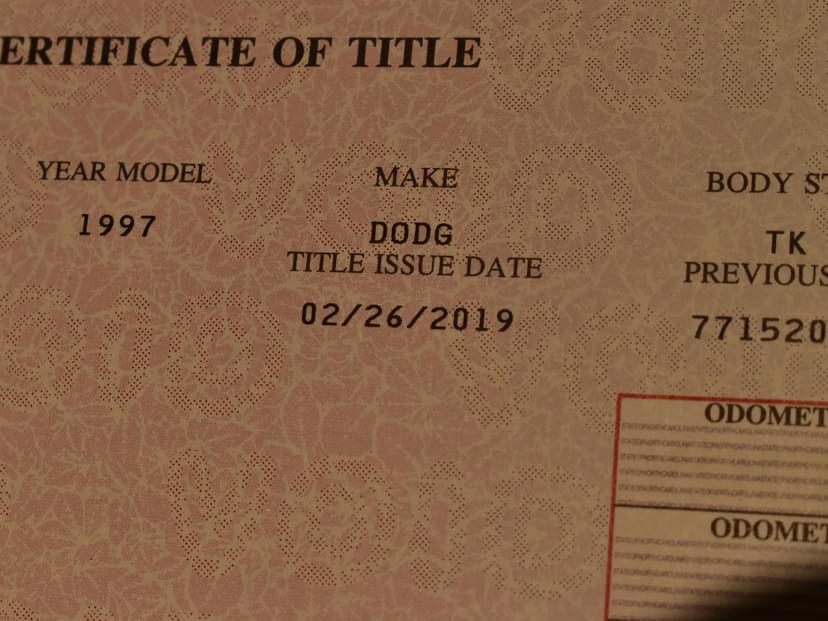 ERTIFICATE OF TITLE
YEAR MODEL MAKE BODY ST
1997 DODG TK
TITLE ISSUE DATE PREVIOUS
02/26/2019 771520
ODOMET
ODOMET